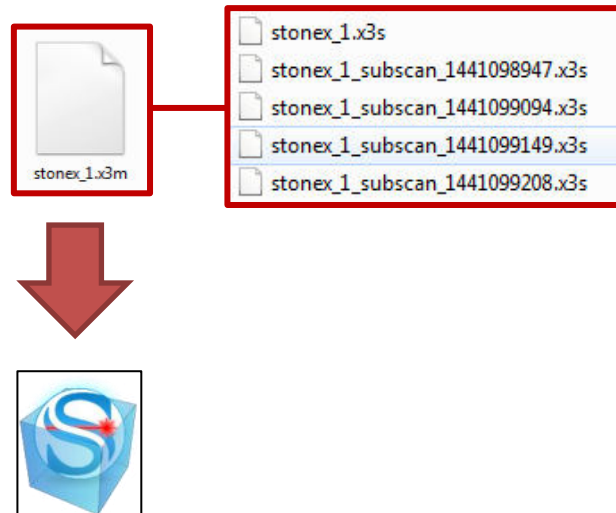 stonex_1.x3s
stonex_1_subscan_1441098947.x3s
stonex_1_subscan_1441099094.x3s
stonex_1_subscan_1441099149.x3s
stonex_1_subscan_1441099208.x3s
stonex_1.x3m
S